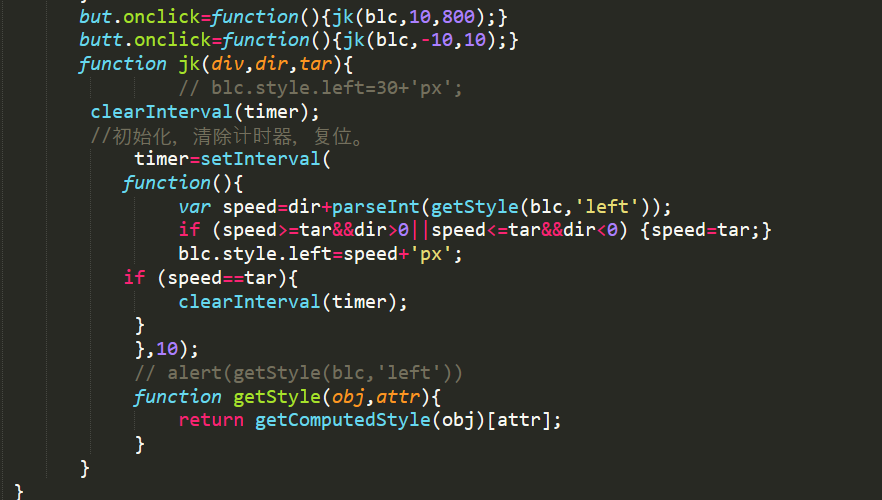 but.onclick=function(){jk(blc,10,800);}
butt.onclick=function(){jk(blc,-10,10);}
function jk(div,dir,tar){
// blc.style.left=30+'px';
clearInterval(timer);
//初始化，清除计时器，复位。
timer=setInterval(
function(){
var speed=dir+parseInt(getStyle(blc,'left'));
if (speed>=tar&&dir>0||speed<=tar&&dir<0) {speed=tar;}
blc.style.left=speed+'px';
if (speed==tar){
clearInterval(timer);
}
},10);
// alert(getStyle(blc,'left'))
function getStyle(obj,attr){
return getComputedStyle(obj)[attr];
}
}
}